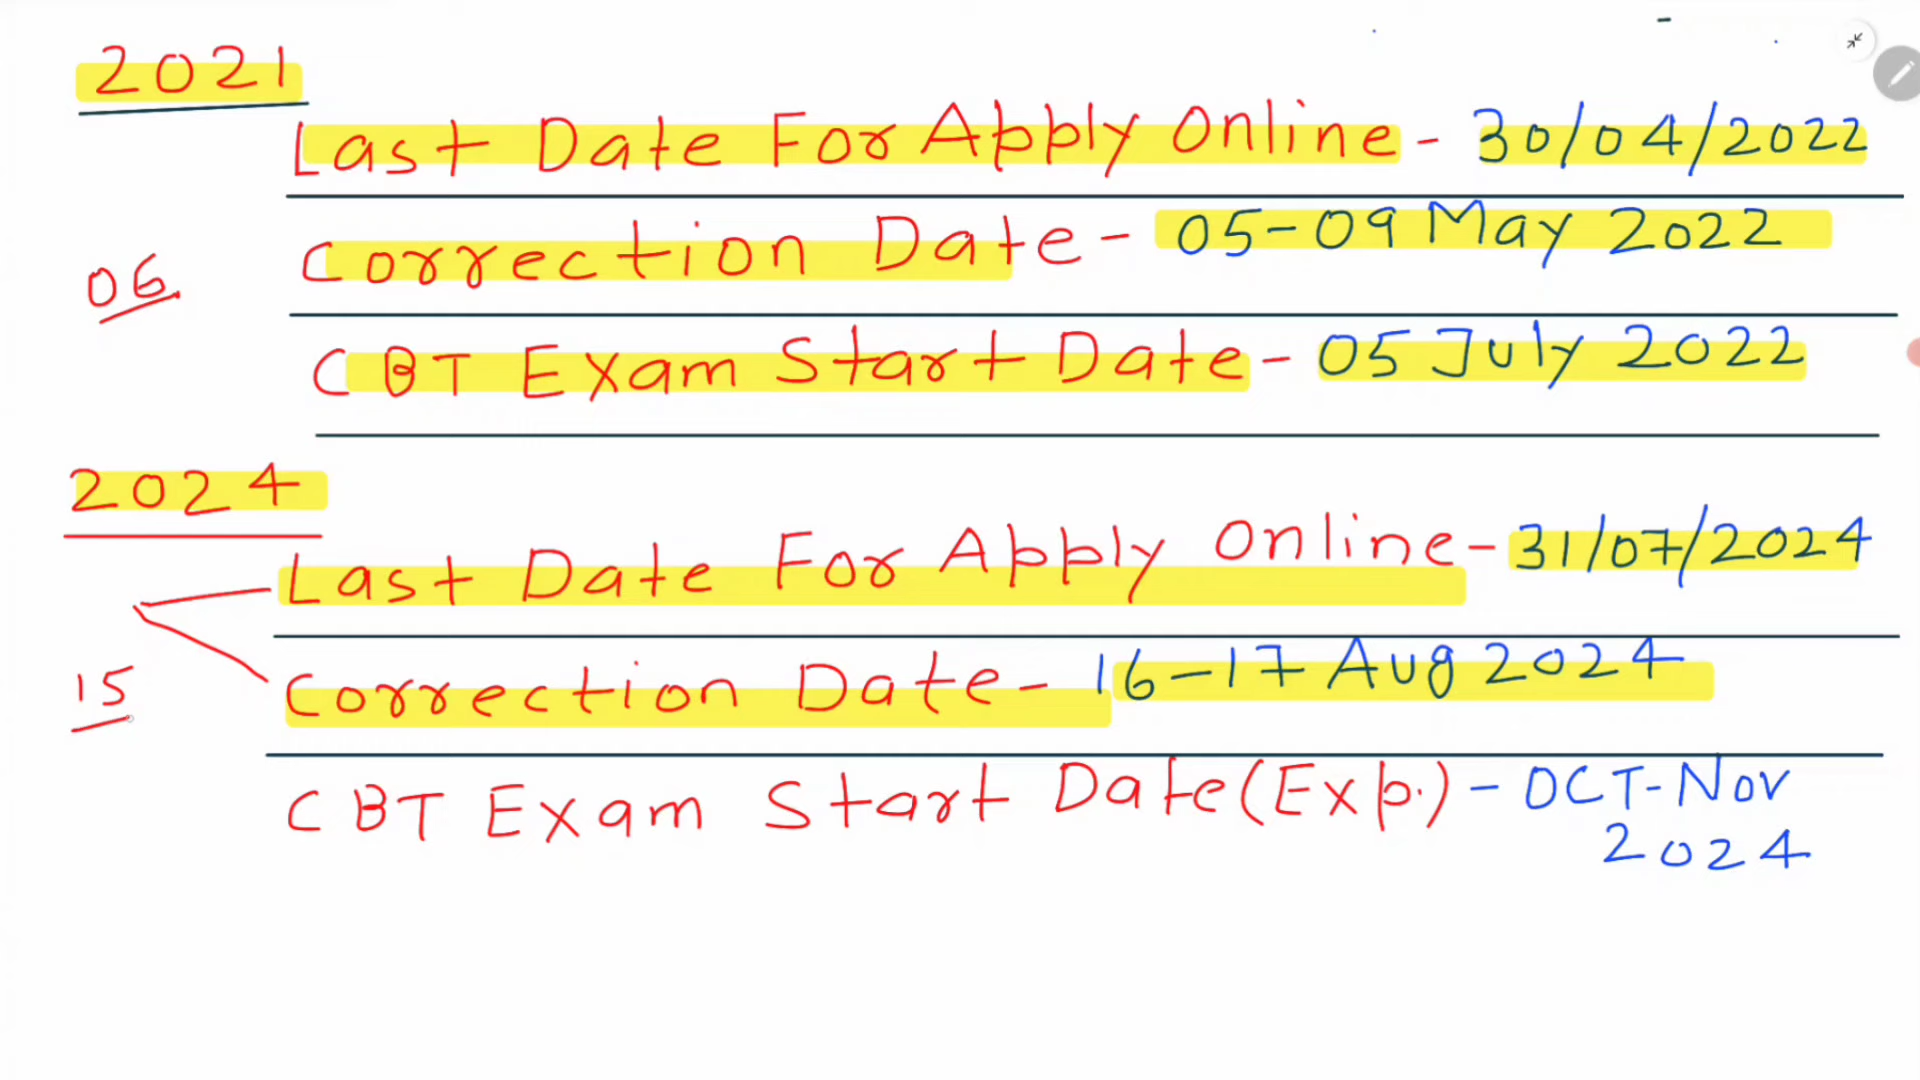 2021
Last Date For Apply Online - 30/04/2022
Correction Date - 05-09 May 2022
06
CBT Exam Start Date - 05 July 2022
2024
Last Date For Apply Online - 31/07/2024
Correction Date - 16-17 Aug 2024
15
CBT Exam Start Date (Exp.) - OCT-Nov
2024